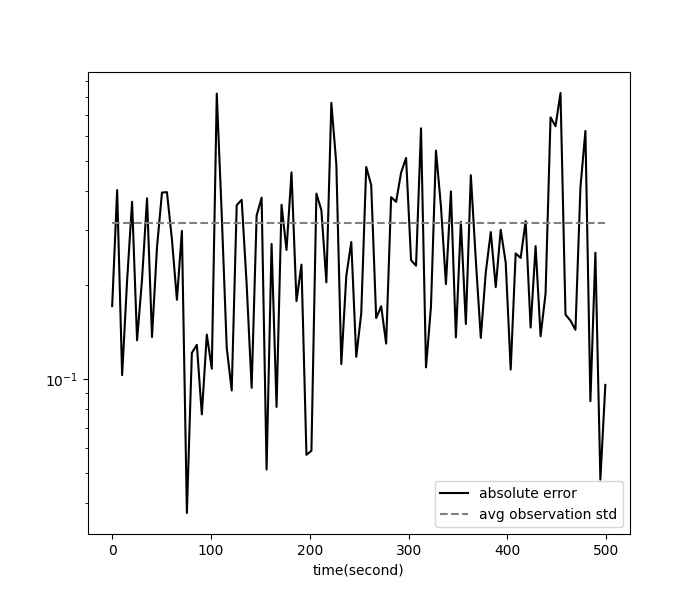 10⁻¹
absolute error
avg observation std
0 100 200 300 400 500
time(second)